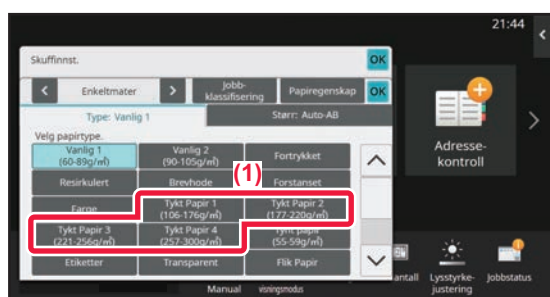 21:44
Skuffinnst.
OK
Enkeltmater
Jobb-
klassifisering
Papiregenskap
OK
Type: Vanlig 1
Størr: Auto-AB
Velg papirtype.
Vanlig 1
(60-89g/㎡)
Vanlig 2
(90-105g/㎡)
Fortrykket
Resirkulert
Brevhode
(1)
Forstanset
Farge
Tykt Papir 1
(106-176g/㎡)
Tykt Papir 2
(177-220g/㎡)
Tykt Papir 3
(221-256g/㎡)
Tykt Papir 4
(257-300g/㎡)
Tynt papir
(55-59g/㎡)
Etiketter
Transparent
Flik Papir
Adresse-
kontroll
Manual
visningsmodus
antall
Lysstyrke-
justering
Jobbstatus